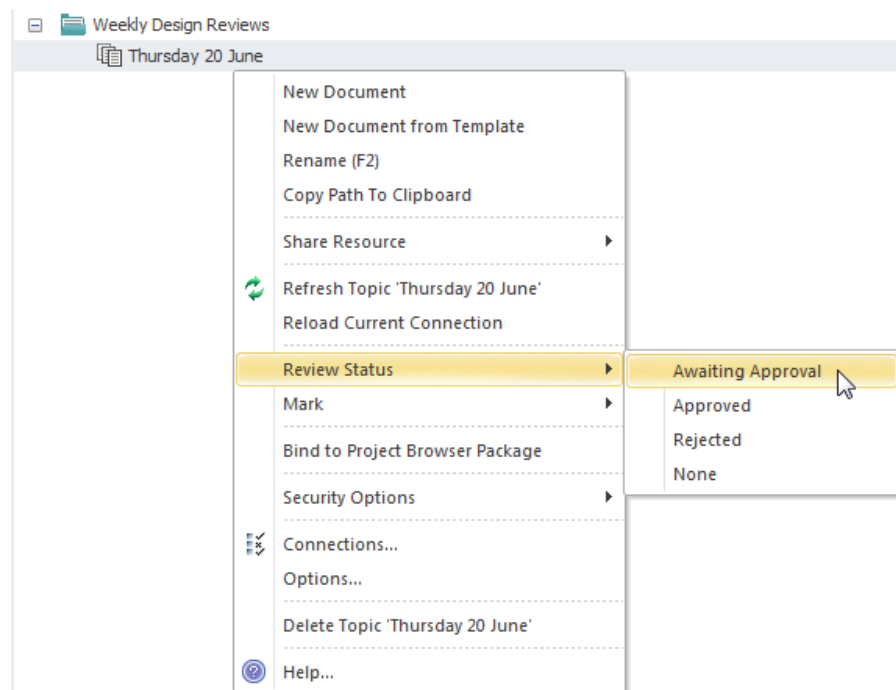 Weekly Design Reviews
Thursday 20 June
New Document
New Document from Template
Rename (F2)
Copy Path To Clipboard
Share Resource
Refresh Topic 'Thursday 20 June'
Reload Current Connection
Review Status
Awaiting Approval
Mark
Approved
Rejected
Bind to Project Browser Package
None
Security Options
Connections...
Options...
Delete Topic 'Thursday 20 June'
Help...